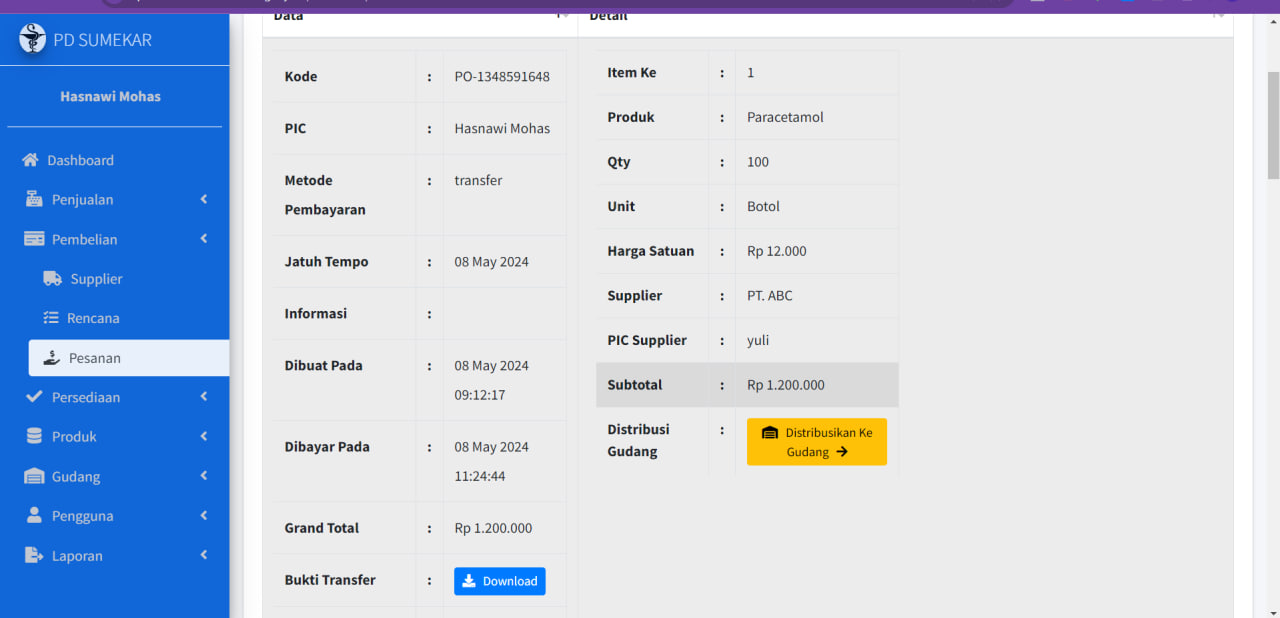 Data
Detail
PD SUMEKAR
Hasnawi Mohas
Dashboard
Penjualan
Pembelian
Supplier
Rencana
Pesanan
Persediaan
Produk
Gudang
Pengguna
Laporan
Kode : PO-1348591648
PIC : Hasnawi Mohas
Metode : transfer
Pembayaran
Jatuh Tempo : 08 May 2024
Informasi :
Dibuat Pada : 08 May 2024
09:12:17
Dibayar Pada : 08 May 2024
11:24:44
Grand Total : Rp 1.200.000
Bukti Transfer : Download
Item Ke : 1
Produk : Paracetamol
Qty : 100
Unit : Botol
Harga Satuan : Rp 12.000
Supplier : PT. ABC
PIC Supplier : yuli
Subtotal : Rp 1.200.000
Distribusi : Distribusikan Ke
Gudang Gudang